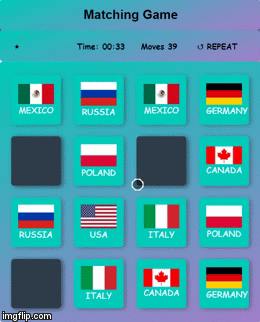 Matching Game
★ Time: 00:33 Moves 39 ↺ REPEAT
MEXICO RUSSIA MEXICO GERMANY
POLAND CANADA
RUSSIA USA ITALY POLAND
ITALY CANADA GERMANY
imgflip.com